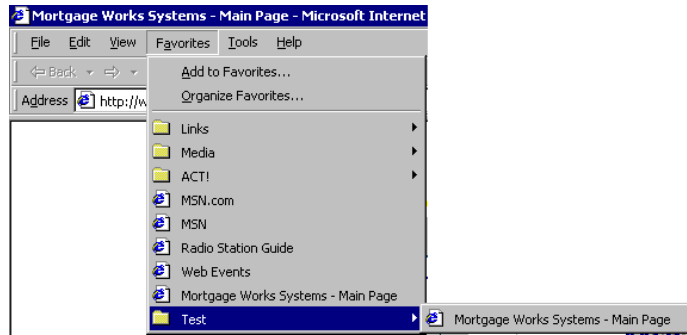 Mortgage Works Systems - Main Page - Microsoft Internet
File Edit View Favorites Tools Help
Back
Add to Favorites...
Organize Favorites...
Address http://w
Links
Media
ACT!
MSN.com
MSN
Radio Station Guide
Web Events
Mortgage Works Systems - Main Page
Test
Mortgage Works Systems - Main Page